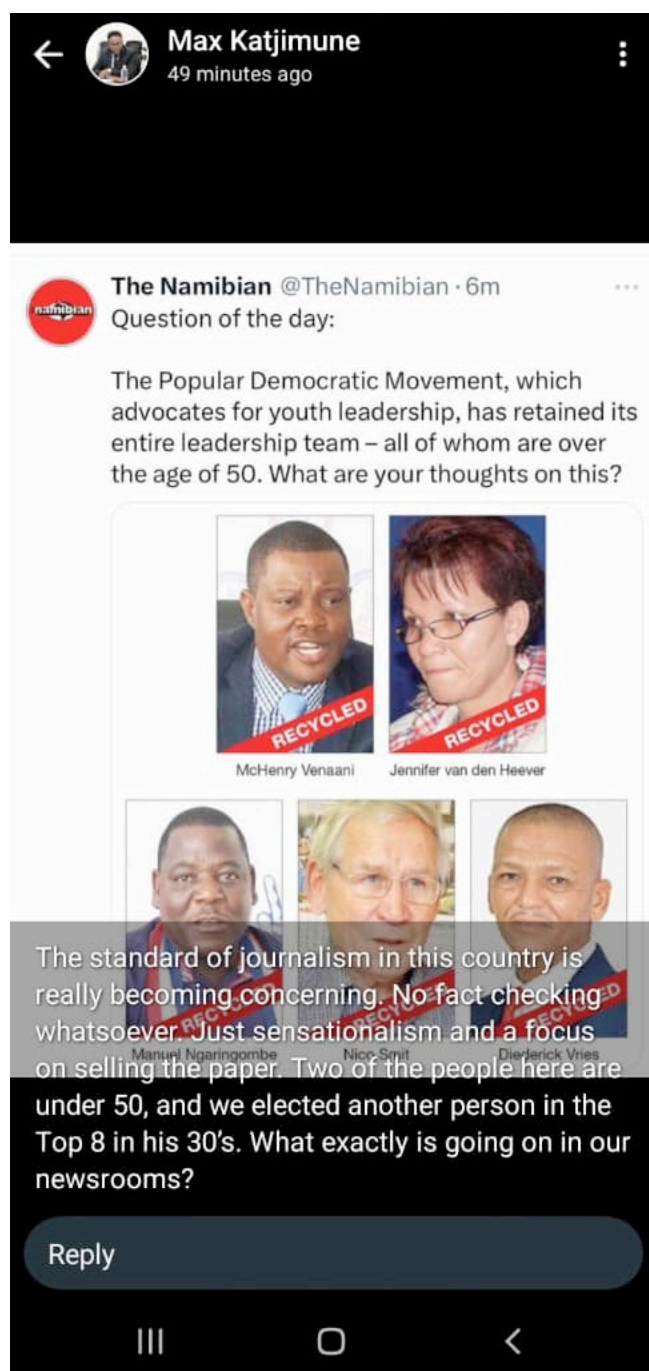 Max Katjimune
49 minutes ago
The Namibian @TheNamibian · 6m
namibian
Question of the day:
The Popular Democratic Movement, which
advocates for youth leadership, has retained its
entire leadership team – all of whom are over
the age of 50. What are your thoughts on this?
RECYCLED
RECYCLED
McHenry Venaani
Jennifer van den Heever
RECYCLED
RECYCLED
RECYCLED
Manuel Ngaringombe
Nico Smit
Diederick Vries
The standard of journalism in this country is
really becoming concerning. No fact checking
whatsoever. Just sensationalism and a focus
on selling the paper. Two of the people here are
under 50, and we elected another person in the
Top 8 in his 30's. What exactly is going on in our
newsrooms?
Reply